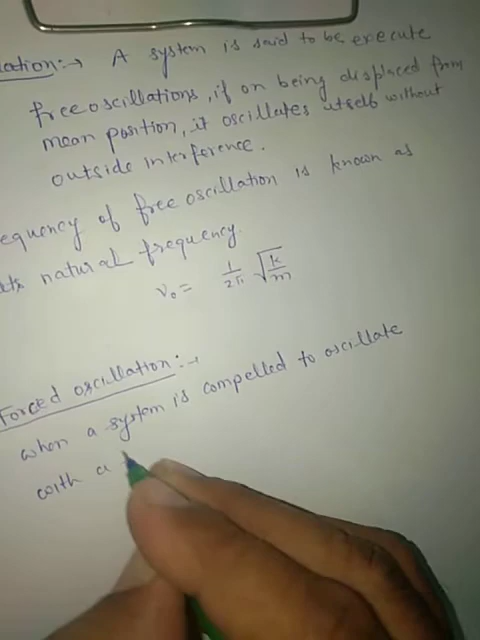 lation:→ A system is said to be execute
free oscillations, if on being displaced from
mean position, it oscillates itself without
outside interference.
equency of free oscillation is known as
its natural frequency.
ν₀ = 1/2π √k/m
Forced oscillation:→
when a system is compelled to oscillate
with a